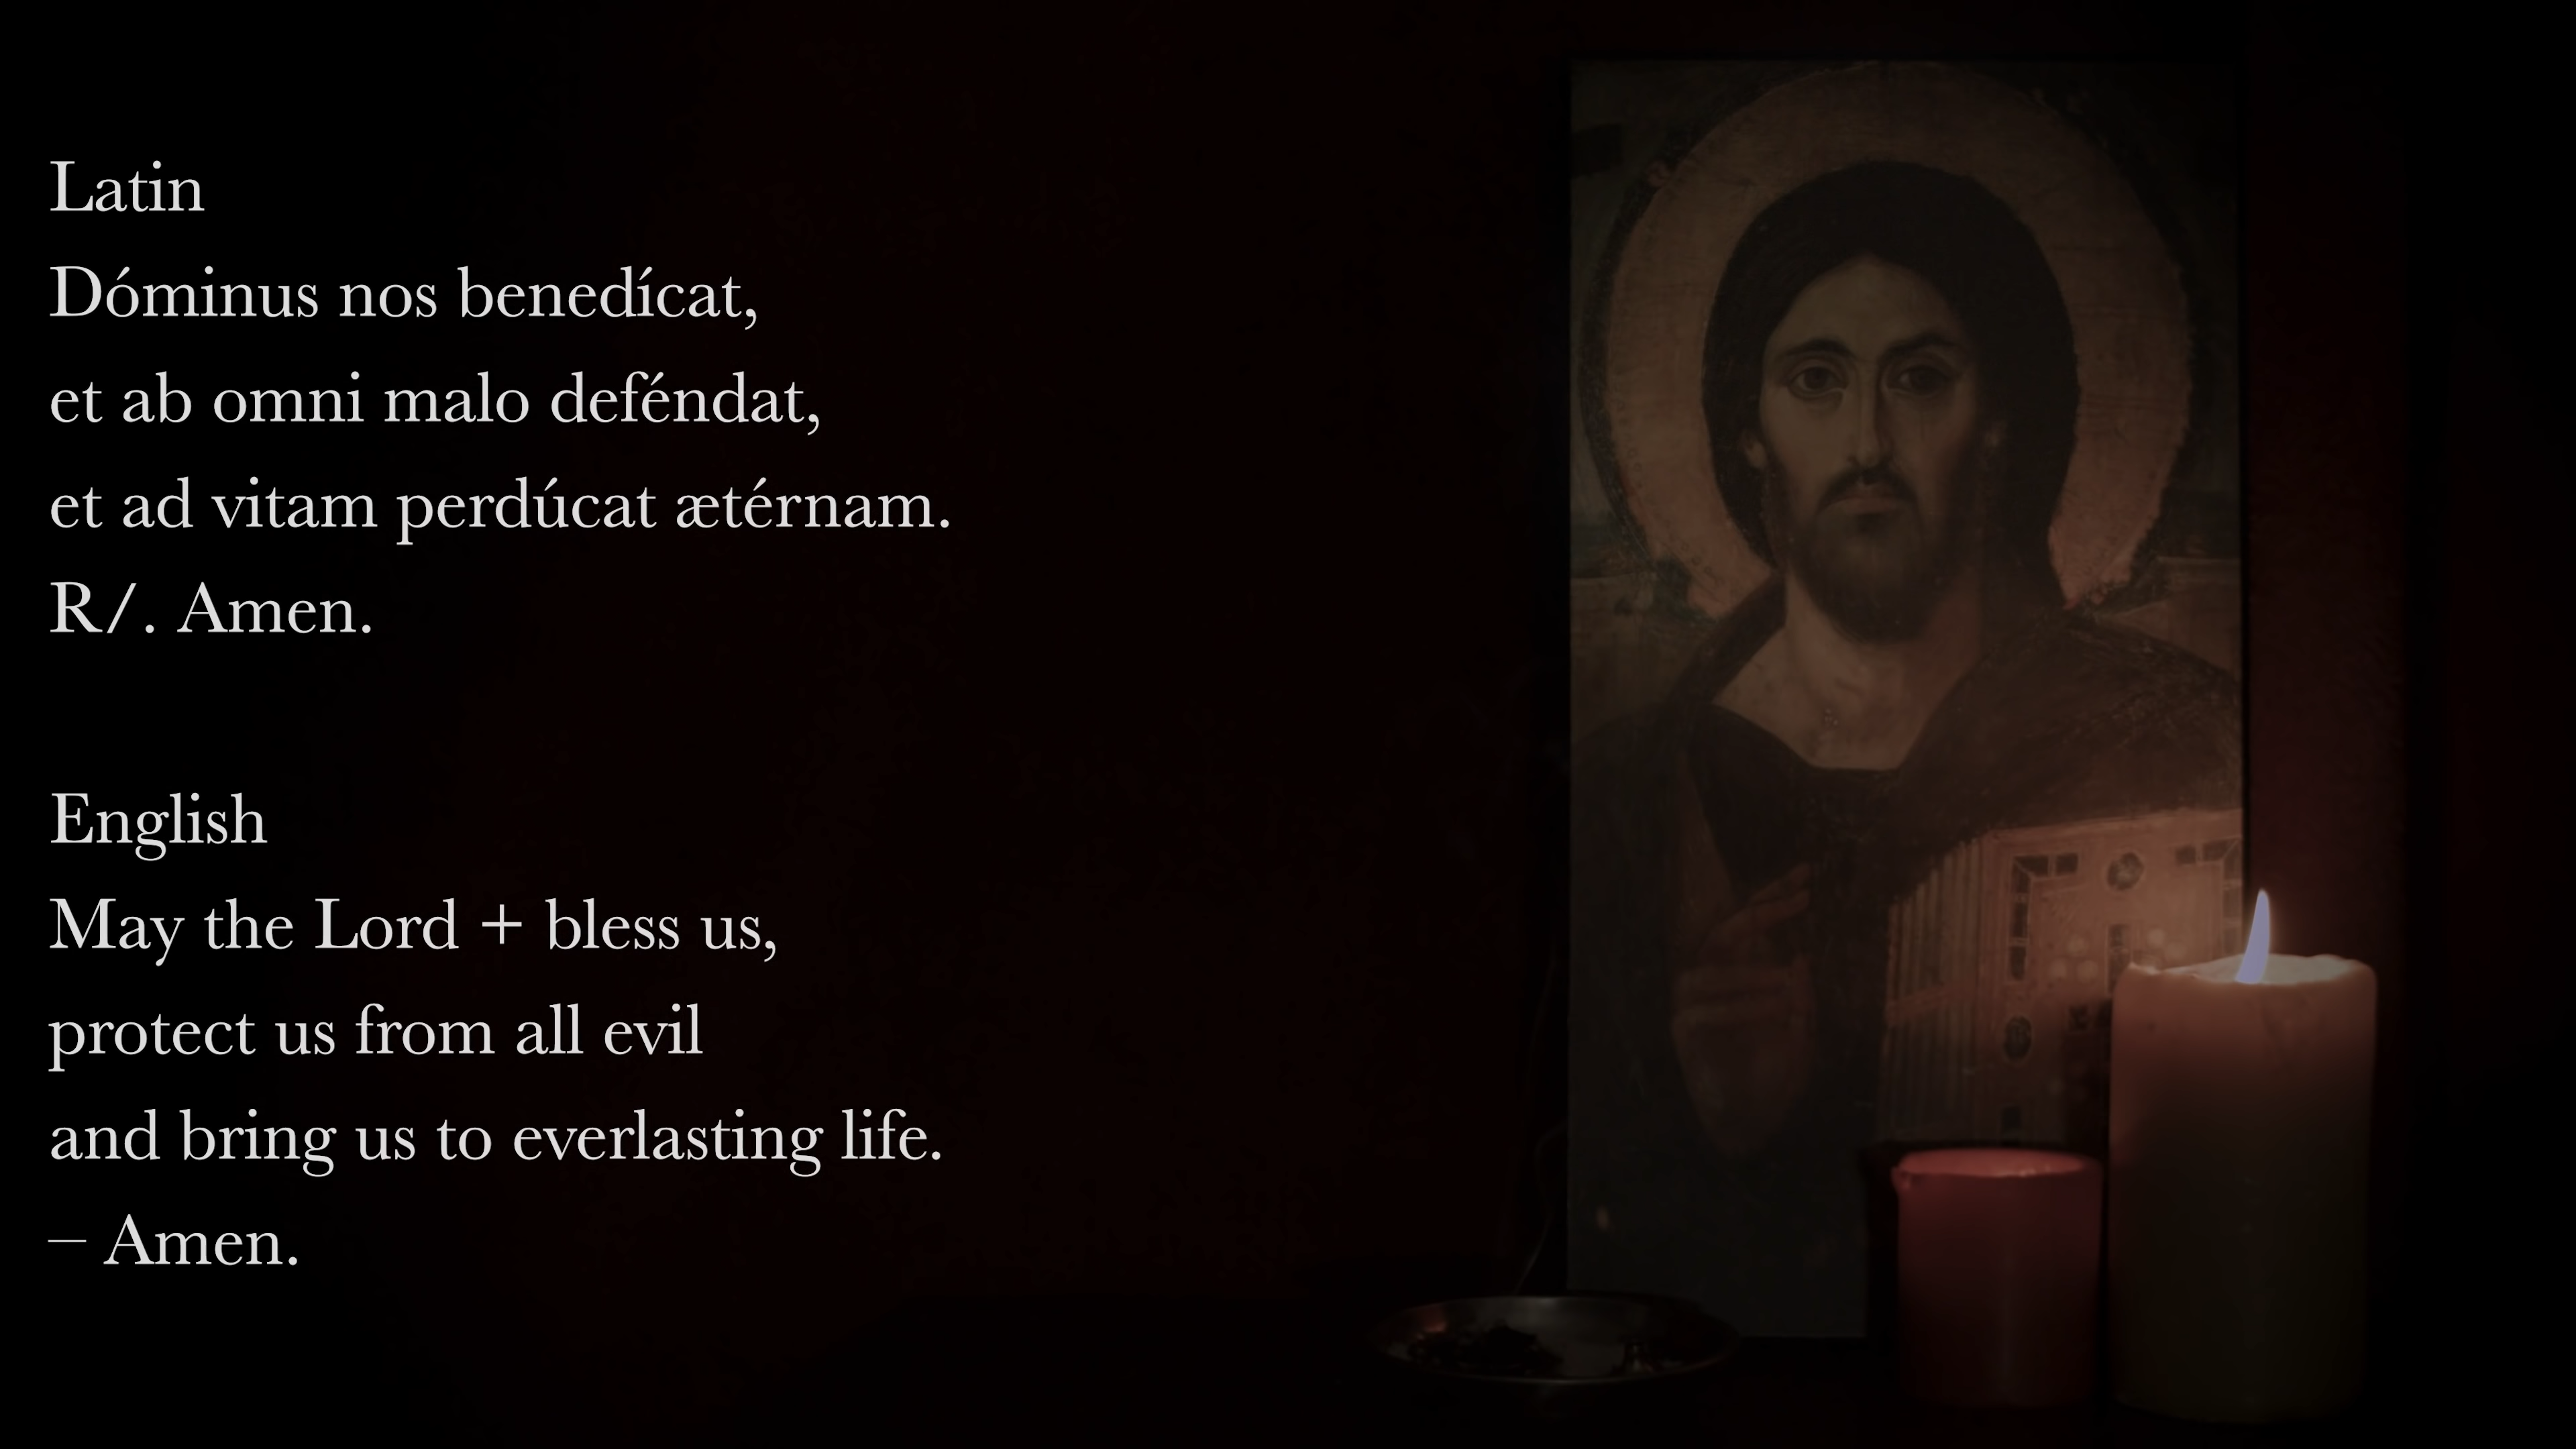 Latin
Dóminus nos benedícat,
et ab omni malo deféndat,
et ad vitam perdúcat ætérnam.
R/. Amen.
English
May the Lord + bless us,
protect us from all evil
and bring us to everlasting life.
– Amen.